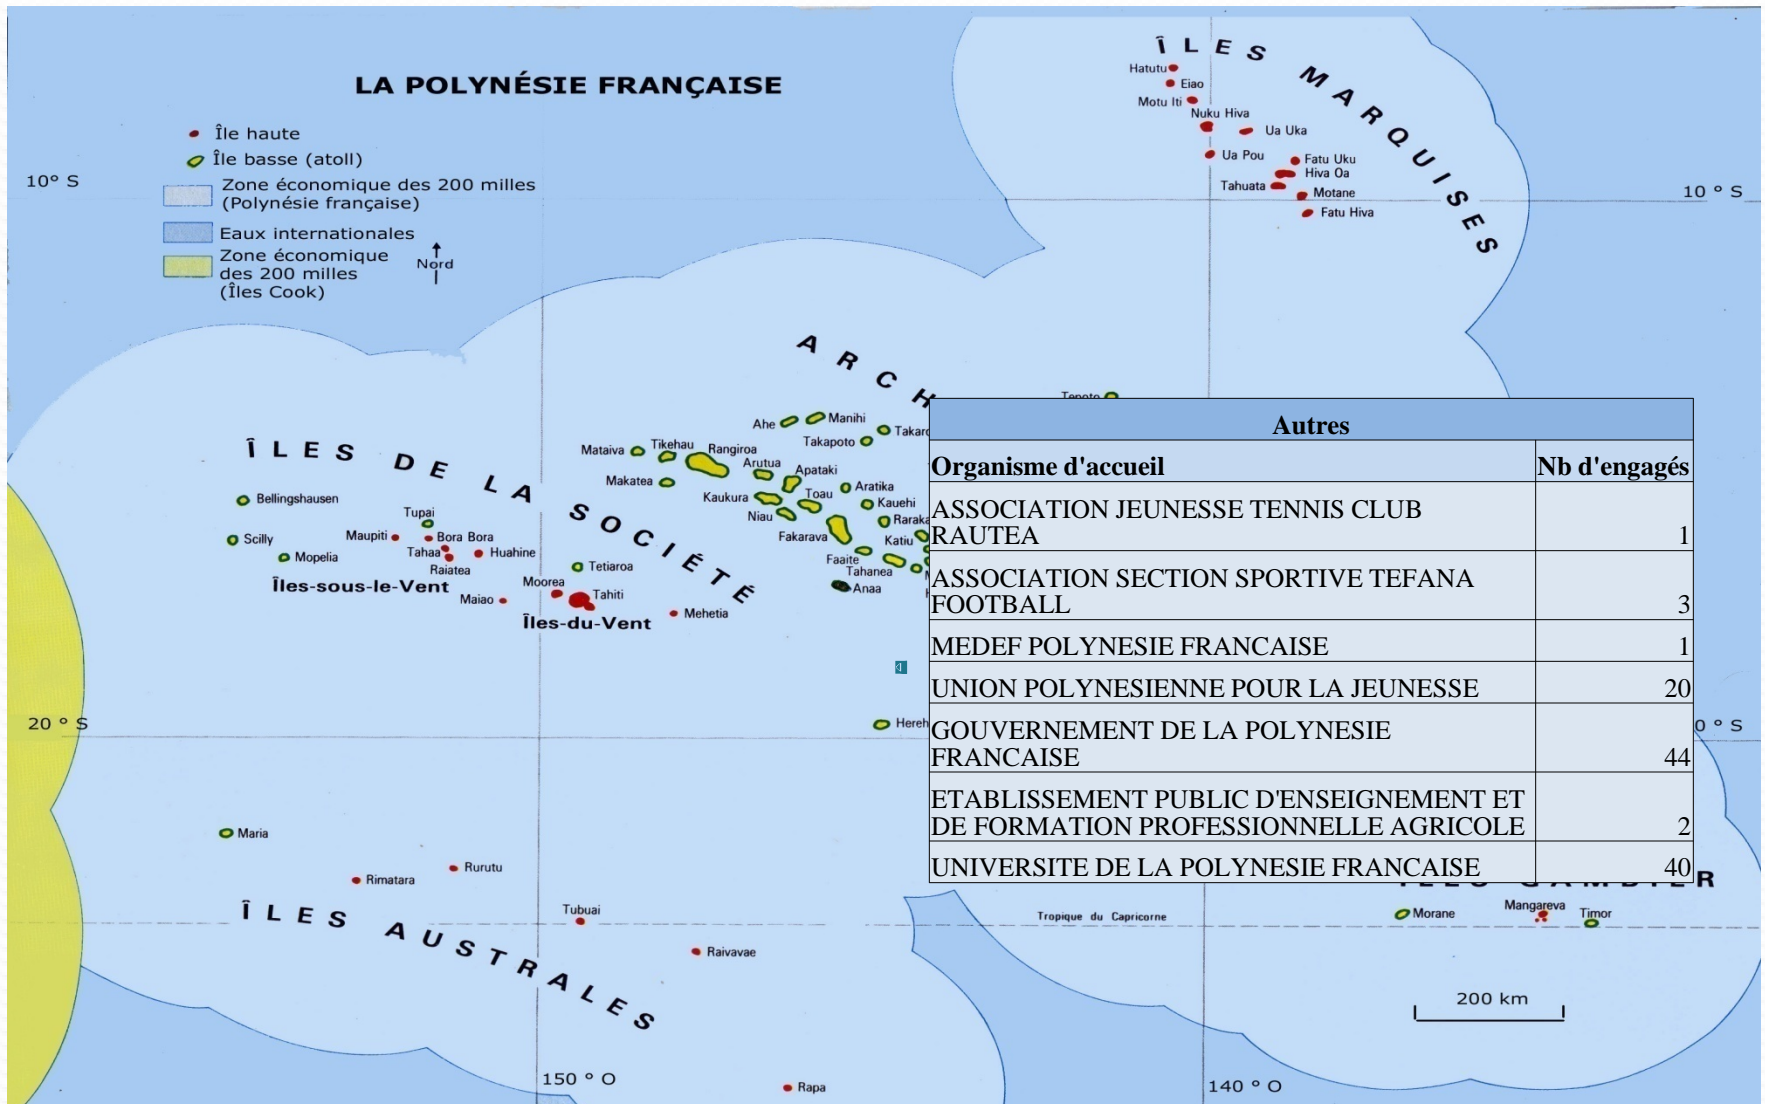 LA POLYNÉSIE FRANÇAISE
Île haute
Île basse (atoll)
Zone économique des 200 milles
(Polynésie française)
Eaux internationales
Zone économique
des 200 milles
(Îles Cook)
Nord
10° S
10 ° S
ÎLES MARQUISES
Hatutu
Eiao
Motu Iti
Nuku Hiva
Ua Uka
Ua Pou
Fatu Uku
Hiva Oa
Tahuata
Motane
Fatu Hiva
ARCH
Ahe
Manihi
Takapoto
Mataiva
Tikehau
Rangiroa
Arutua
Apataki
Makatea
Kaukura
Toau
Aratika
Kauehi
Niau
Raraka
Fakarava
Katiu
Faaite
Tahanea
Anaa
ÎLES DE LA SOCIÉTÉ
Bellingshausen
Tupai
Scilly
Maupiti
Bora Bora
Mopelia
Tahaa
Huahine
Raiatea
Îles-sous-le-Vent
Tetiaroa
Moorea
Tahiti
Maiao
Mehetia
Îles-du-Vent
Autres
Organisme d'accueil Nb d'engagés
ASSOCIATION JEUNESSE TENNIS CLUB
RAUTEA 1
ASSOCIATION SECTION SPORTIVE TEFANA
FOOTBALL 3
MEDEF POLYNESIE FRANCAISE 1
UNION POLYNESIENNE POUR LA JEUNESSE 20
GOUVERNEMENT DE LA POLYNESIE
FRANCAISE 44
ETABLISSEMENT PUBLIC D'ENSEIGNEMENT ET
DE FORMATION PROFESSIONNELLE AGRICOLE 2
UNIVERSITE DE LA POLYNESIE FRANCAISE 40
20 ° S
0 ° S
Hereh
Maria
Rimatara
Rurutu
ÎLES AUSTRALES
Tubuai
Raivavae
Rapa
Tropique du Capricorne
Morane
Mangareva
Timor
200 km
150 ° O
140 ° O